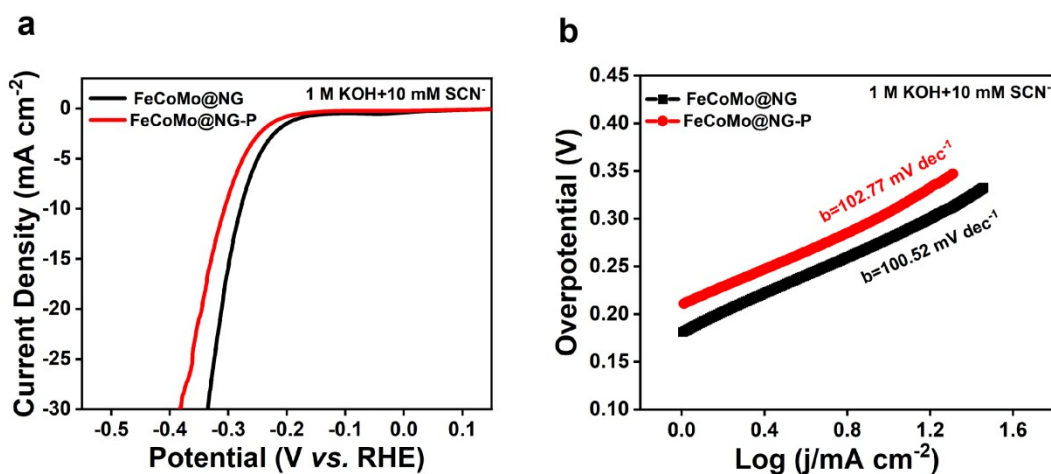 a
1 M KOH+10 mM SCN⁻
FeCoMo@NG
FeCoMo@NG-P
0
-5
-10
-15
-20
-25
-30
Current Density (mA cm⁻²)
-0.5 -0.4 -0.3 -0.2 -0.1 0.0 0.1
Potential (V vs. RHE)
b
1 M KOH+10 mM SCN⁻
FeCoMo@NG
FeCoMo@NG-P
0.45
0.40
0.35
0.30
0.25
0.20
0.15
0.10
Overpotential (V)
b=102.77 mV dec⁻¹
b=100.52 mV dec⁻¹
0.0 0.4 0.8 1.2 1.6
Log (j/mA cm⁻²)